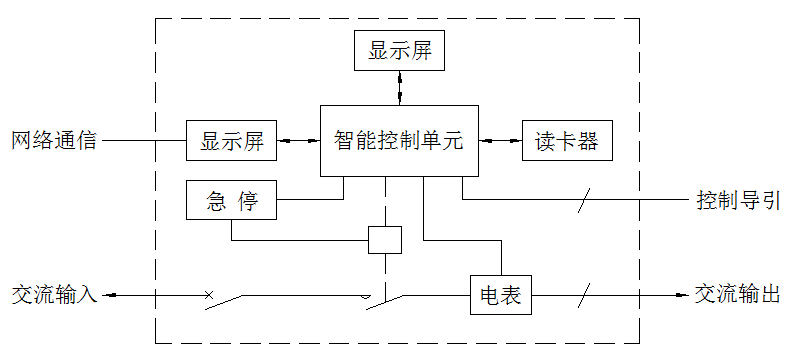 显示屏
网络通信
显示屏
智能控制单元
读卡器
急 停
控制导引
交流输入
电表
交流输出